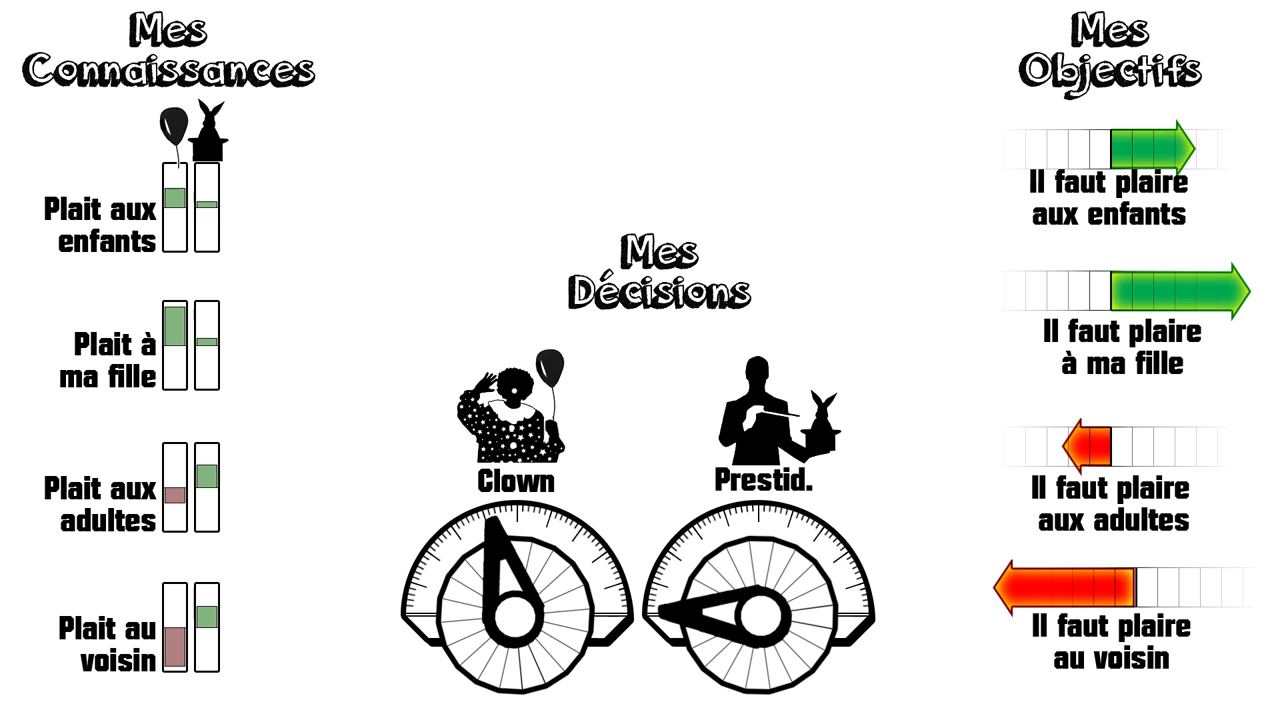 Mes
Connaissances
Plait aux
enfants
Plait à
ma fille
Plait aux
adultes
Plait au
voisin
Mes
Décisions
Clown
Prestid.
Mes
Objectifs
Il faut plaire
aux enfants
Il faut plaire
à ma fille
Il faut plaire
aux adultes
Il faut plaire
au voisin